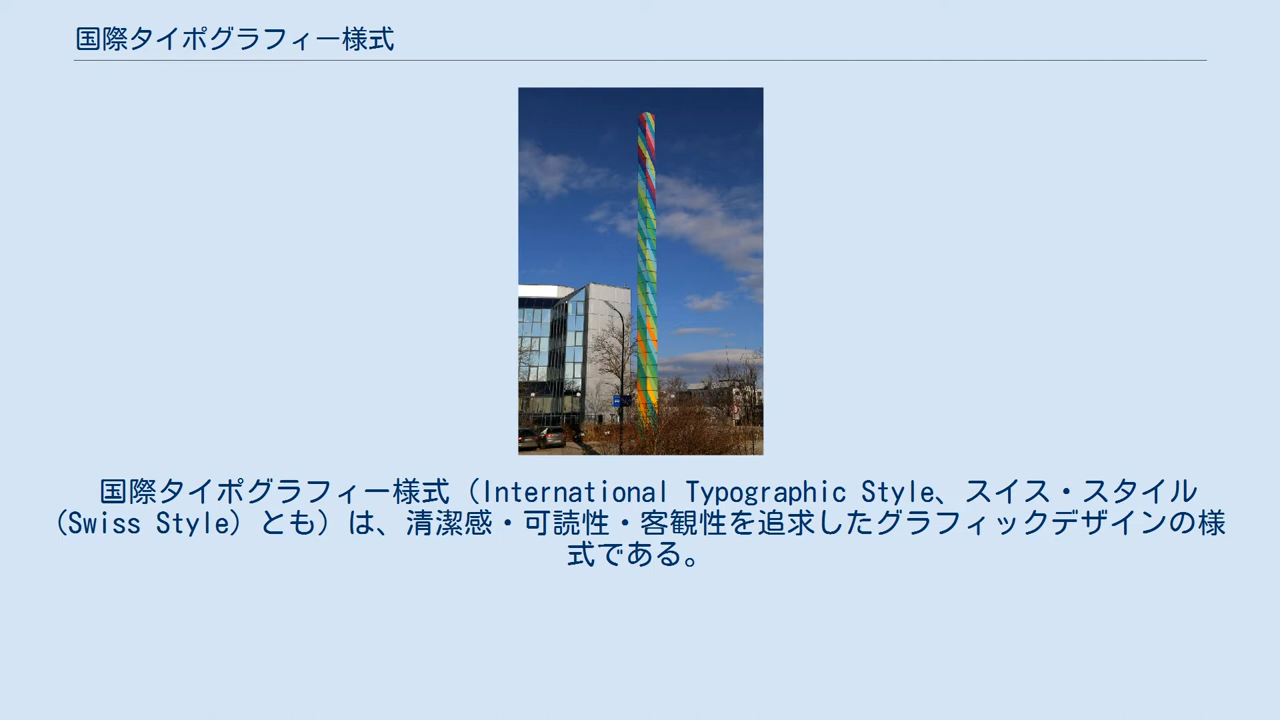 国際タイポグラフィー様式
国際タイポグラフィー様式（International Typographic Style、スイス・スタイル
（Swiss Style）とも）は、清潔感・可読性・客観性を追求したグラフィックデザインの様
式である。